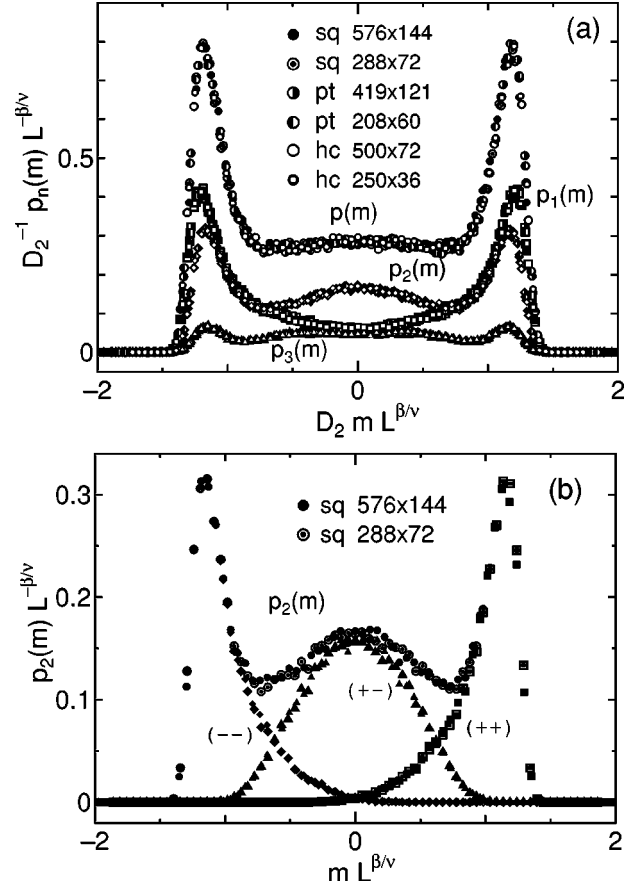 (a)
sq 576x144
sq 288x72
pt 419x121
pt 208x60
hc 500x72
hc 250x36
p(m)
p₁(m)
p₂(m)
p₃(m)
0.5
0
D₂⁻¹ pₙ(m) L⁻ᵝ/ᵛ
−2 0 2
D₂ m Lᵝ/ᵛ
(b)
sq 576x144
sq 288x72
p₂(m)
(+−)
(−−)
(++)
0.3
0.2
0.1
0
p₂(m) L⁻ᵝ/ᵛ
−2 0 2
m Lᵝ/ᵛ